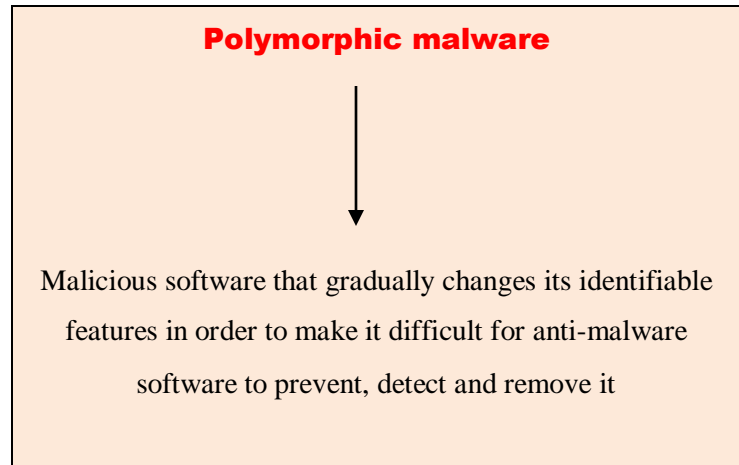 Polymorphic malware
Malicious software that gradually changes its identifiable
features in order to make it difficult for anti-malware
software to prevent, detect and remove it